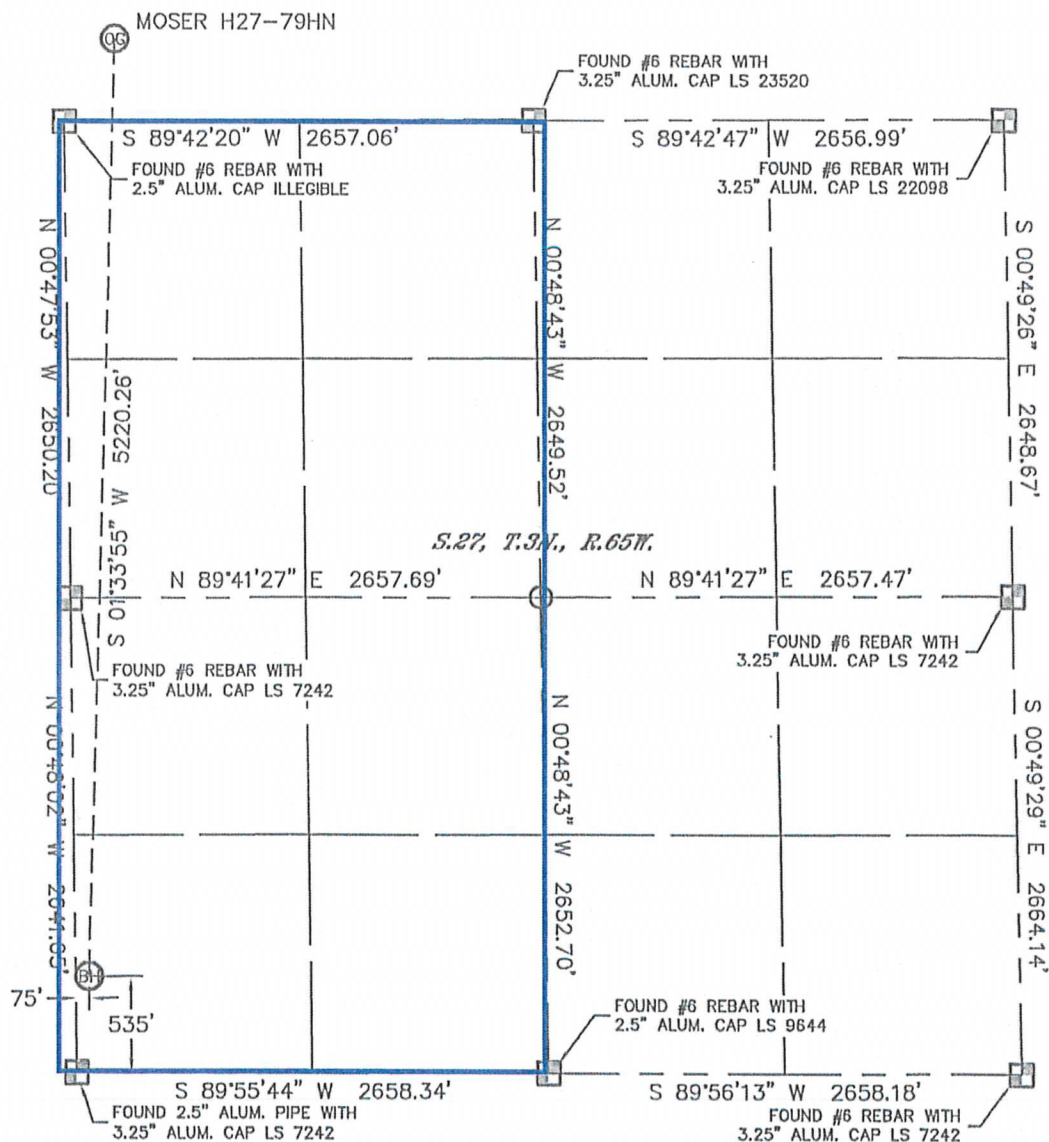 MOSER H27-79HN
OG
FOUND #6 REBAR WITH
3.25" ALUM. CAP LS 23520
S 89°42'20" W 2657.06'
S 89°42'47" W 2656.99'
FOUND #6 REBAR WITH
2.5" ALUM. CAP ILLEGIBLE
FOUND #6 REBAR WITH
3.25" ALUM. CAP LS 22098
N 00°47'53" W 2650.20'
S 01°33'55" W 5220.26'
N 00°48'43" W 2649.52'
S 00°49'26" E 2648.67'
S.27, T.3N., R.65W.
N 89°41'27" E 2657.69'
N 89°41'27" E 2657.47'
FOUND #6 REBAR WITH
3.25" ALUM. CAP LS 7242
FOUND #6 REBAR WITH
3.25" ALUM. CAP LS 7242
N W
N 00°48'43" W 2652.70'
S 00°49'29" E 2664.14'
BH
75'
535'
FOUND #6 REBAR WITH
2.5" ALUM. CAP LS 9644
S 89°55'44" W 2658.34'
S 89°56'13" W 2658.18'
FOUND 2.5" ALUM. PIPE WITH
3.25" ALUM. CAP LS 7242
FOUND #6 REBAR WITH
3.25" ALUM. CAP LS 7242